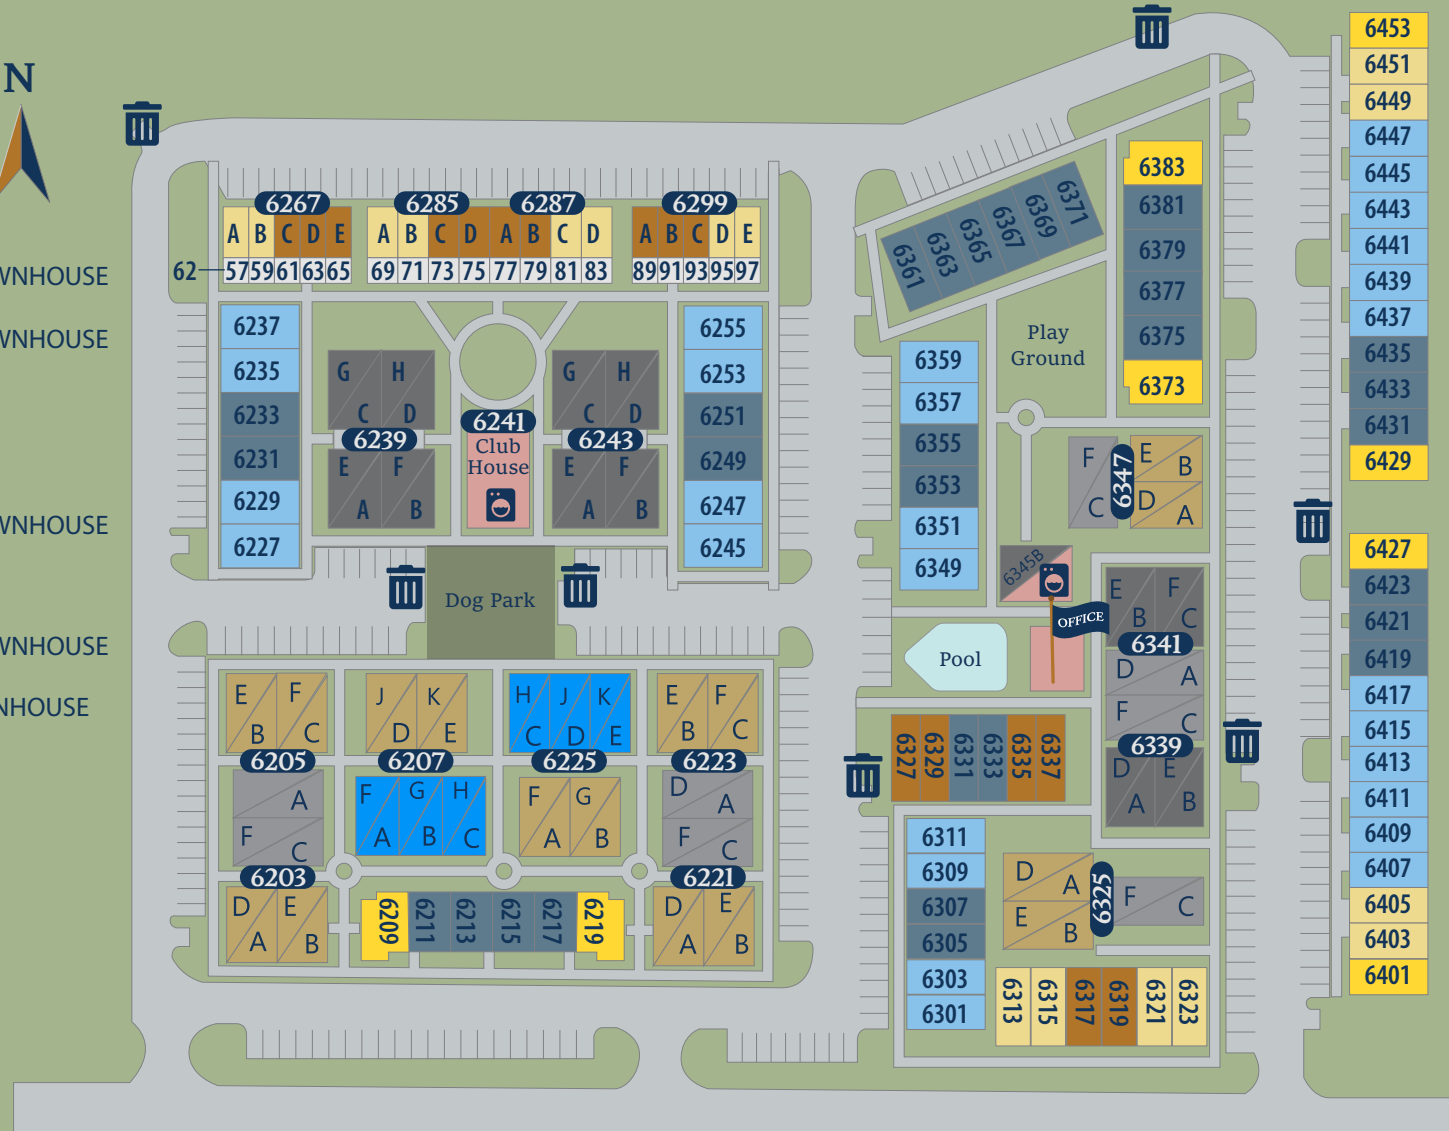 N
WNHOUSE
WNHOUSE
WNHOUSE
WNHOUSE
NHOUSE
6267
6285
6287
6299
A B C D E
A B C D A B C D
A B C D E
62
57 59 61 63 65
69 71 73 75 77 79 81 83
89 91 93 95 97
6237
6235
6233
6231
6229
6227
G H
C D
6239
E F
A B
6241
Club
House
G H
C D
6243
E F
A B
6255
6253
6251
6249
6247
6245
Dog Park
E F
B C
6205
A
F C
6203
D E
A B
J K
D E
6207
F G H
A B C
H J K
C D E
6225
F G
A B
E F
B C
6223
D A
F C
6221
D E
A B
6209
6211
6213
6215
6217
6219
6361
6363
6365
6367
6369
6371
6383
6381
6379
6377
6375
6373
Play
Ground
6359
6357
6355
6353
6351
6349
F
C
6347
E B
D A
6345B
OFFICE
Pool
E F
B C
6341
D A
F C
6339
D E
A B
6327
6329
6331
6333
6335
6337
6311
6309
6307
6305
6303
6301
D A
E B
6325
F C
6313
6315
6317
6319
6321
6323
6453
6451
6449
6447
6445
6443
6441
6439
6437
6435
6433
6431
6429
6427
6423
6421
6419
6417
6415
6413
6411
6409
6407
6405
6403
6401